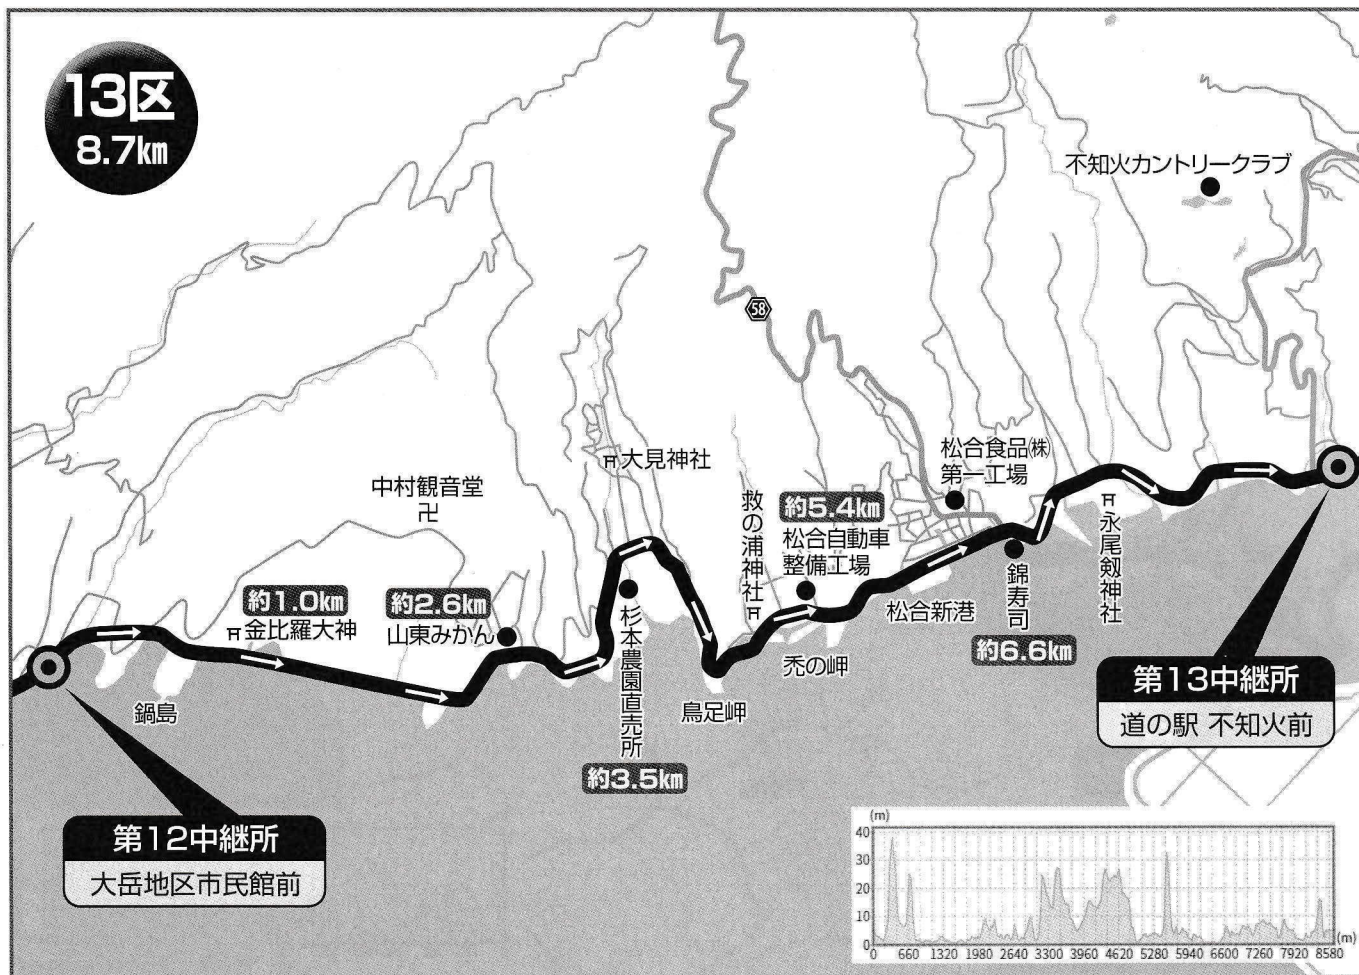 13区
8.7km
不知火カントリークラブ
58
松合食品㈱
第一工場
大見神社
中村観音堂
救の浦神社
約5.4km
松合自動車
整備工場
永尾剱神社
約1.0km
金比羅大神
約2.6km
山東みかん
杉本農園直売所
約3.5km
松合新港
錦寿司
約6.6km
禿の岬
鳥足岬
鍋島
第13中継所
道の駅 不知火前
第12中継所
大岳地区市民館前
(m)
40
30
20
10
0
0 660 1320 1980 2640 3300 3960 4620 5280 5940 6600 7260 7920 8580
(m)